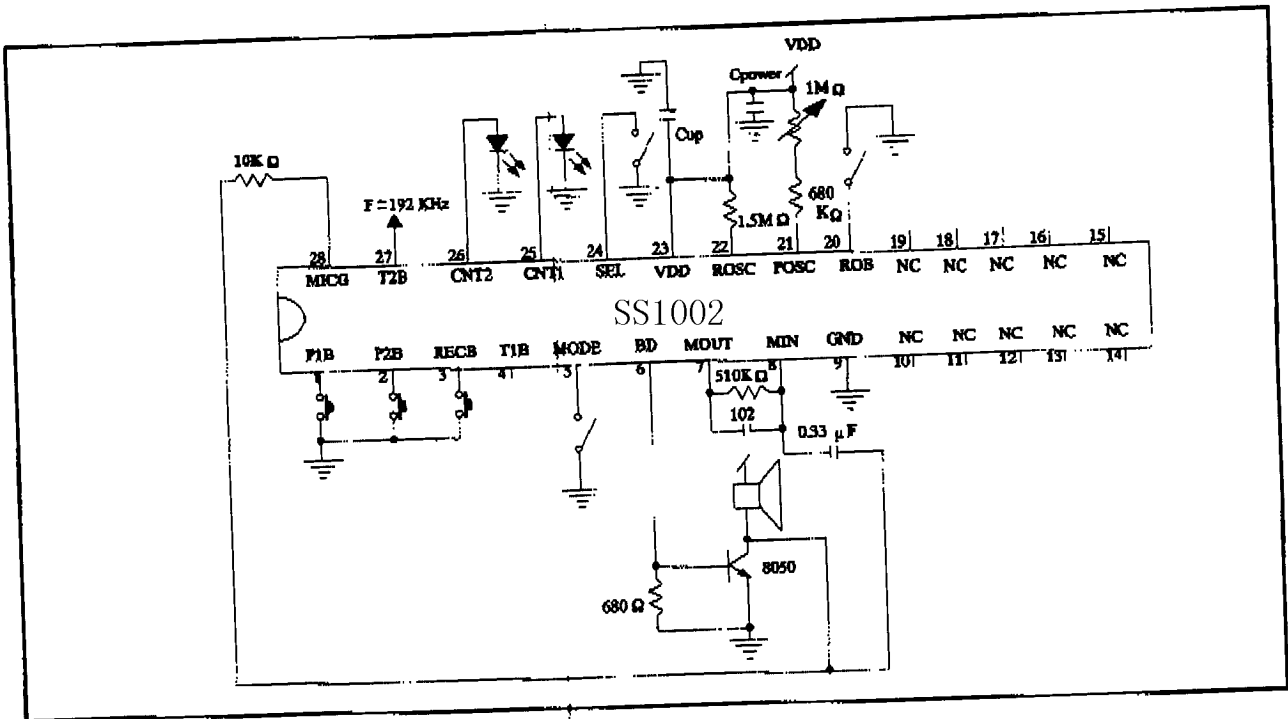 VDD
Cpower
1M Ω
Cup
10K Ω
F=192 KHz
1.5M Ω
680
KΩ
28 27 26 25 24 23 22 21 20 19 18 17 16 15
MICG T2B CNT2 CNT1 SEL VDD ROSC POSC ROB NC NC NC NC NC
SS1002
P1B P2B RECB T1B MODE BD MOUT MIN GND NC NC NC NC NC
1 2 3 4 5 6 7 8 9 10 11 12 13 14
510K Ω
102
0.33 μF
8050
680 Ω